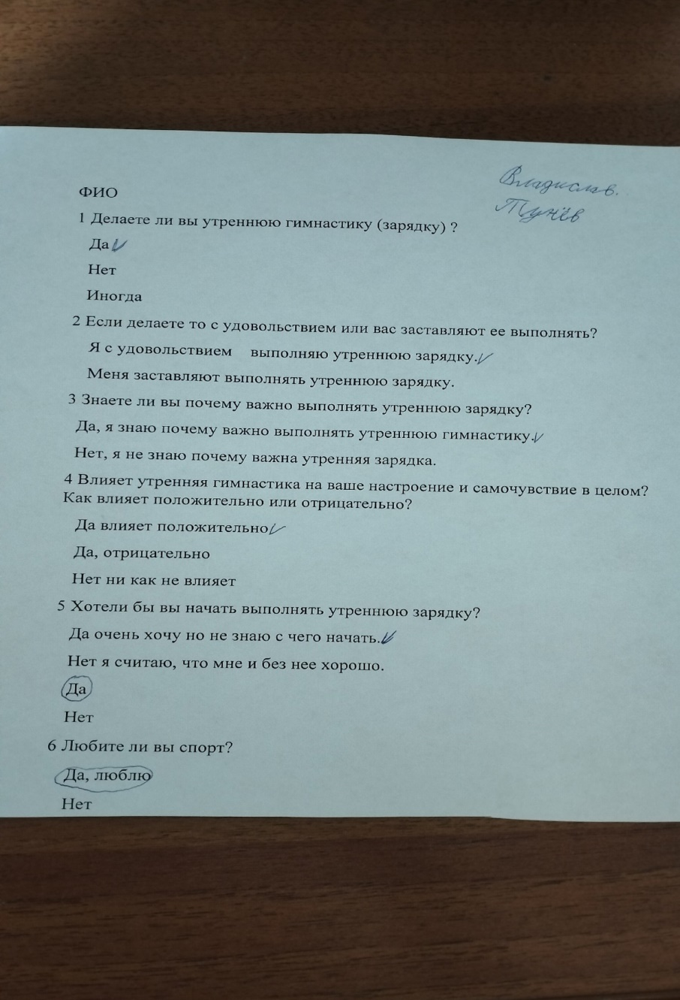 Владислав.
Тунёв
ФИО
1 Делаете ли вы утреннюю гимнастику (зарядку) ?
Да
Нет
Иногда
2 Если делаете то с удовольствием или вас заставляют ее выполнять?
Я с удовольствием выполняю утреннюю зарядку.
Меня заставляют выполнять утреннюю зарядку.
3 Знаете ли вы почему важно выполнять утреннюю зарядку?
Да, я знаю почему важно выполнять утреннюю гимнастику.
Нет, я не знаю почему важна утренняя зарядка.
4 Влияет утренняя гимнастика на ваше настроение и самочувствие в целом?
Как влияет положительно или отрицательно?
Да влияет положительно
Да, отрицательно
Нет ни как не влияет
5 Хотели бы вы начать выполнять утреннюю зарядку?
Да очень хочу но не знаю с чего начать.
Нет я считаю, что мне и без нее хорошо.
Да
Нет
6 Любите ли вы спорт?
Да, люблю
Нет